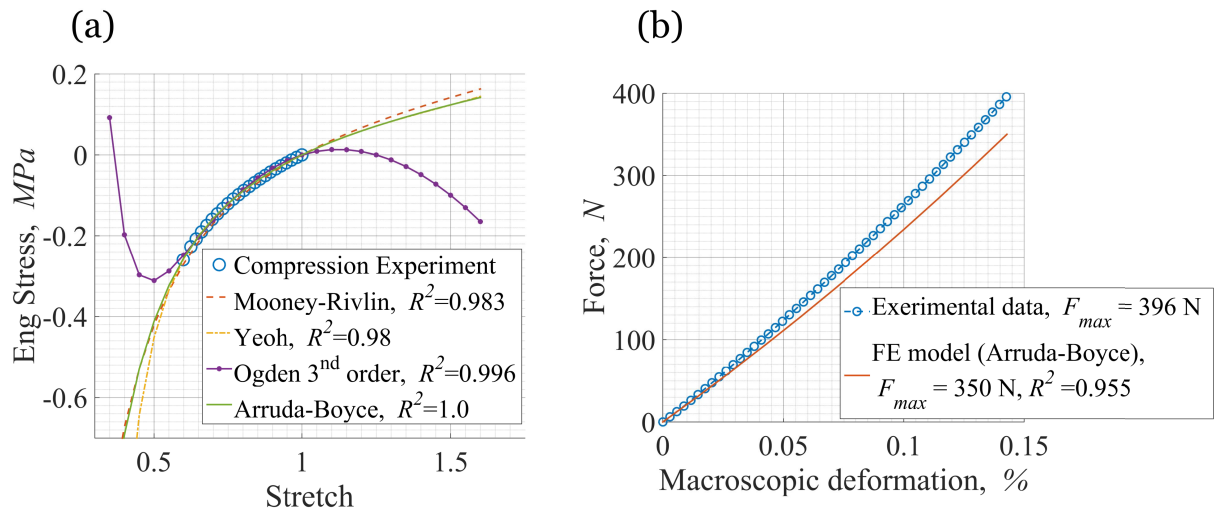 (a)
0.2
0
-0.2
-0.4
-0.6
Eng Stress, MPa
0.5
1
1.5
Stretch
Compression Experiment
Mooney-Rivlin, R²=0.983
Yeoh, R²=0.98
Ogden 3ⁿᵈ order, R²=0.996
Arruda-Boyce, R²=1.0
(b)
400
300
200
100
0
Force, N
0
0.05
0.1
0.15
Macroscopic deformation, %
Exerimental data, F_max = 396 N
FE model (Arruda-Boyce),
F_max = 350 N, R²=0.955